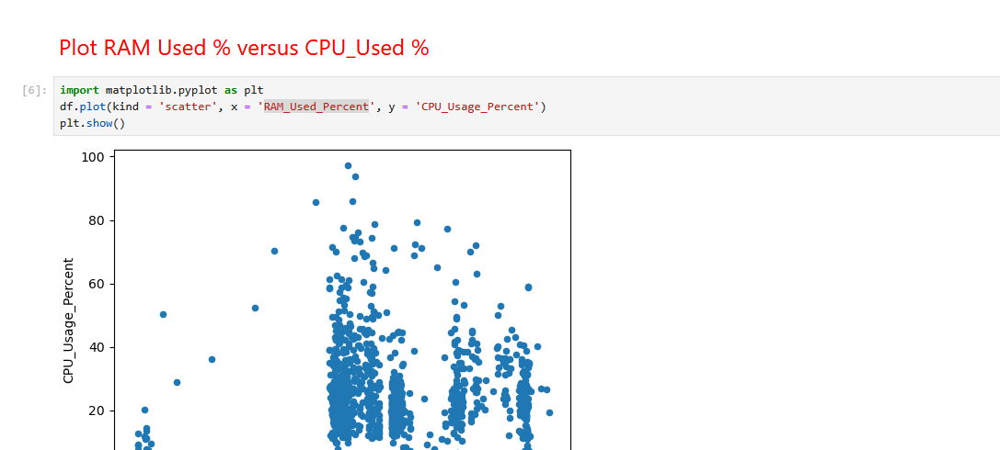 Plot RAM Used % versus CPU_Used %
[6]:
import matplotlib.pyplot as plt
df.plot(kind = 'scatter', x = 'RAM_Used_Percent', y = 'CPU_Usage_Percent')
plt.show()
100
80
60
40
20
CPU_Usage_Percent